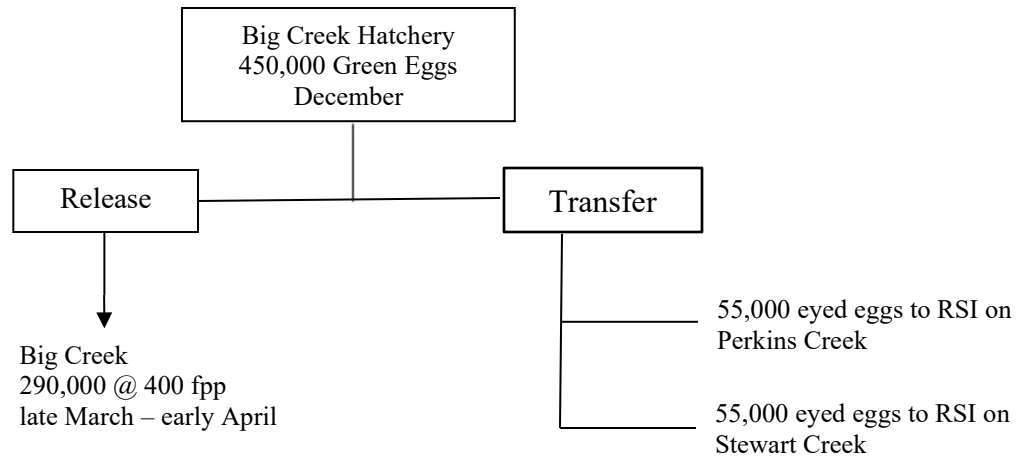 Big Creek Hatchery
450,000 Green Eggs
December
Release
Transfer
Big Creek
290,000 @ 400 fpp
late March – early April
55,000 eyed eggs to RSI on
Perkins Creek
55,000 eyed eggs to RSI on
Stewart Creek